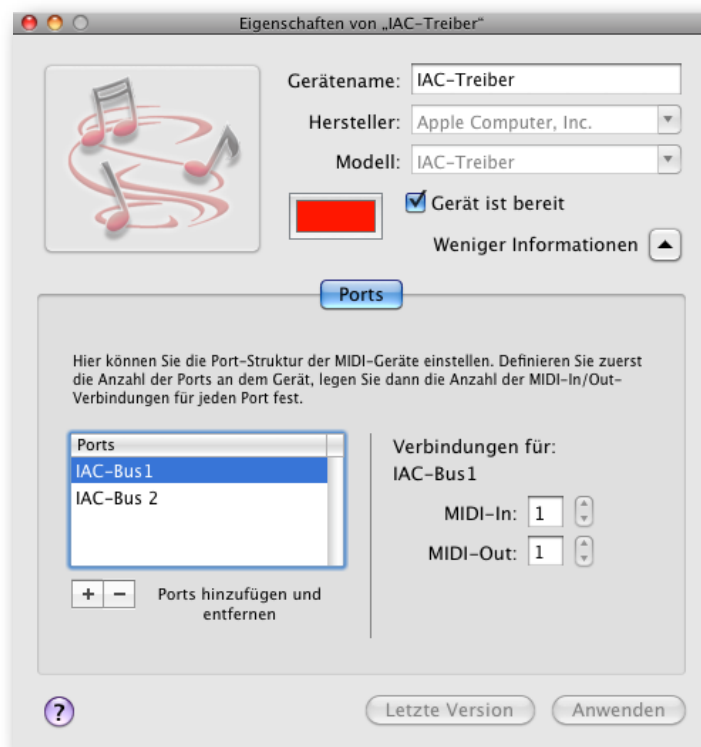 Eigenschaften von „IAC-Treiber“
Gerätename: IAC-Treiber
Hersteller: Apple Computer, Inc.
Modell: IAC-Treiber
Gerät ist bereit
Weniger Informationen
Ports
Hier können Sie die Port-Struktur der MIDI-Geräte einstellen. Definieren Sie zuerst
die Anzahl der Ports an dem Gerät, legen Sie dann die Anzahl der MIDI-In/Out-
Verbindungen für jeden Port fest.
Ports
IAC-Bus1
IAC-Bus 2
+ −
Ports hinzufügen und
entfernen
Verbindungen für:
IAC-Bus1
MIDI-In: 1
MIDI-Out: 1
?
Letzte Version
Anwenden